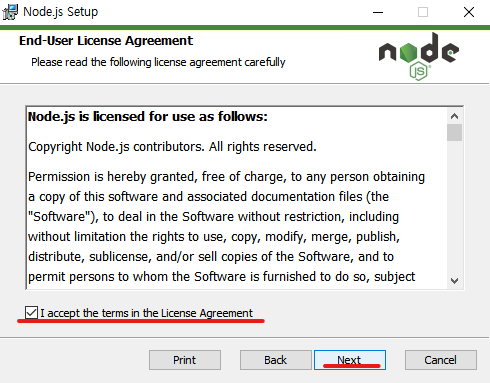 Node.js Setup
End-User License Agreement
Please read the following license agreement carefully
node
JS
Node.js is licensed for use as follows:
Copyright Node.js contributors. All rights reserved.
Permission is hereby granted, free of charge, to any person obtaining
a copy of this software and associated documentation files (the
"Software"), to deal in the Software without restriction, including
without limitation the rights to use, copy, modify, merge, publish,
distribute, sublicense, and/or sell copies of the Software, and to
permit persons to whom the Software is furnished to do so, subject
I accept the terms in the License Agreement
Print Back Next Cancel